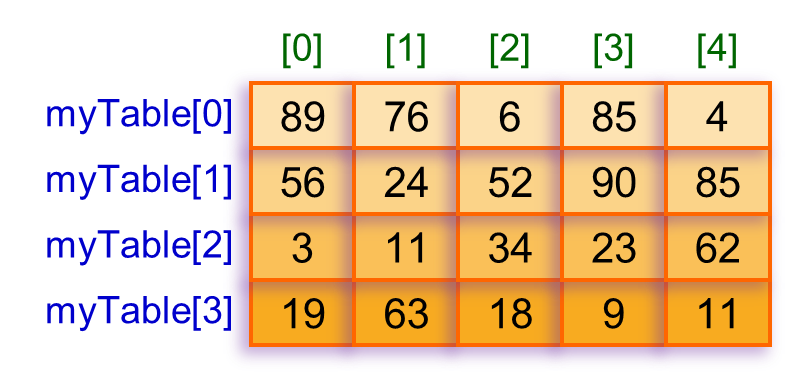 [0] [1] [2] [3] [4]
myTable[0] 89 76 6 85 4
myTable[1] 56 24 52 90 85
myTable[2] 3 11 34 23 62
myTable[3] 19 63 18 9 11